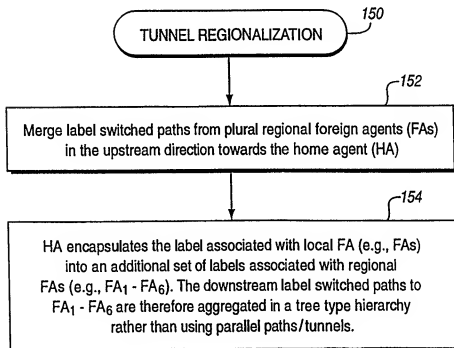 TUNNEL REGIONALIZATION
150
152
Merge label switched paths from plural regional foreign agents (FAs)
in the upstream direction towards the home agent (HA)
154
HA encapsulates the label associated with local FA (e.g., FAs)
into an additional set of labels associated with regional
FAs (e.g., FA1 - FA6). The downstream label switched paths to
FA1 - FA6 are therefore aggregated in a tree type hierarchy
rather than using parallel paths/tunnels.